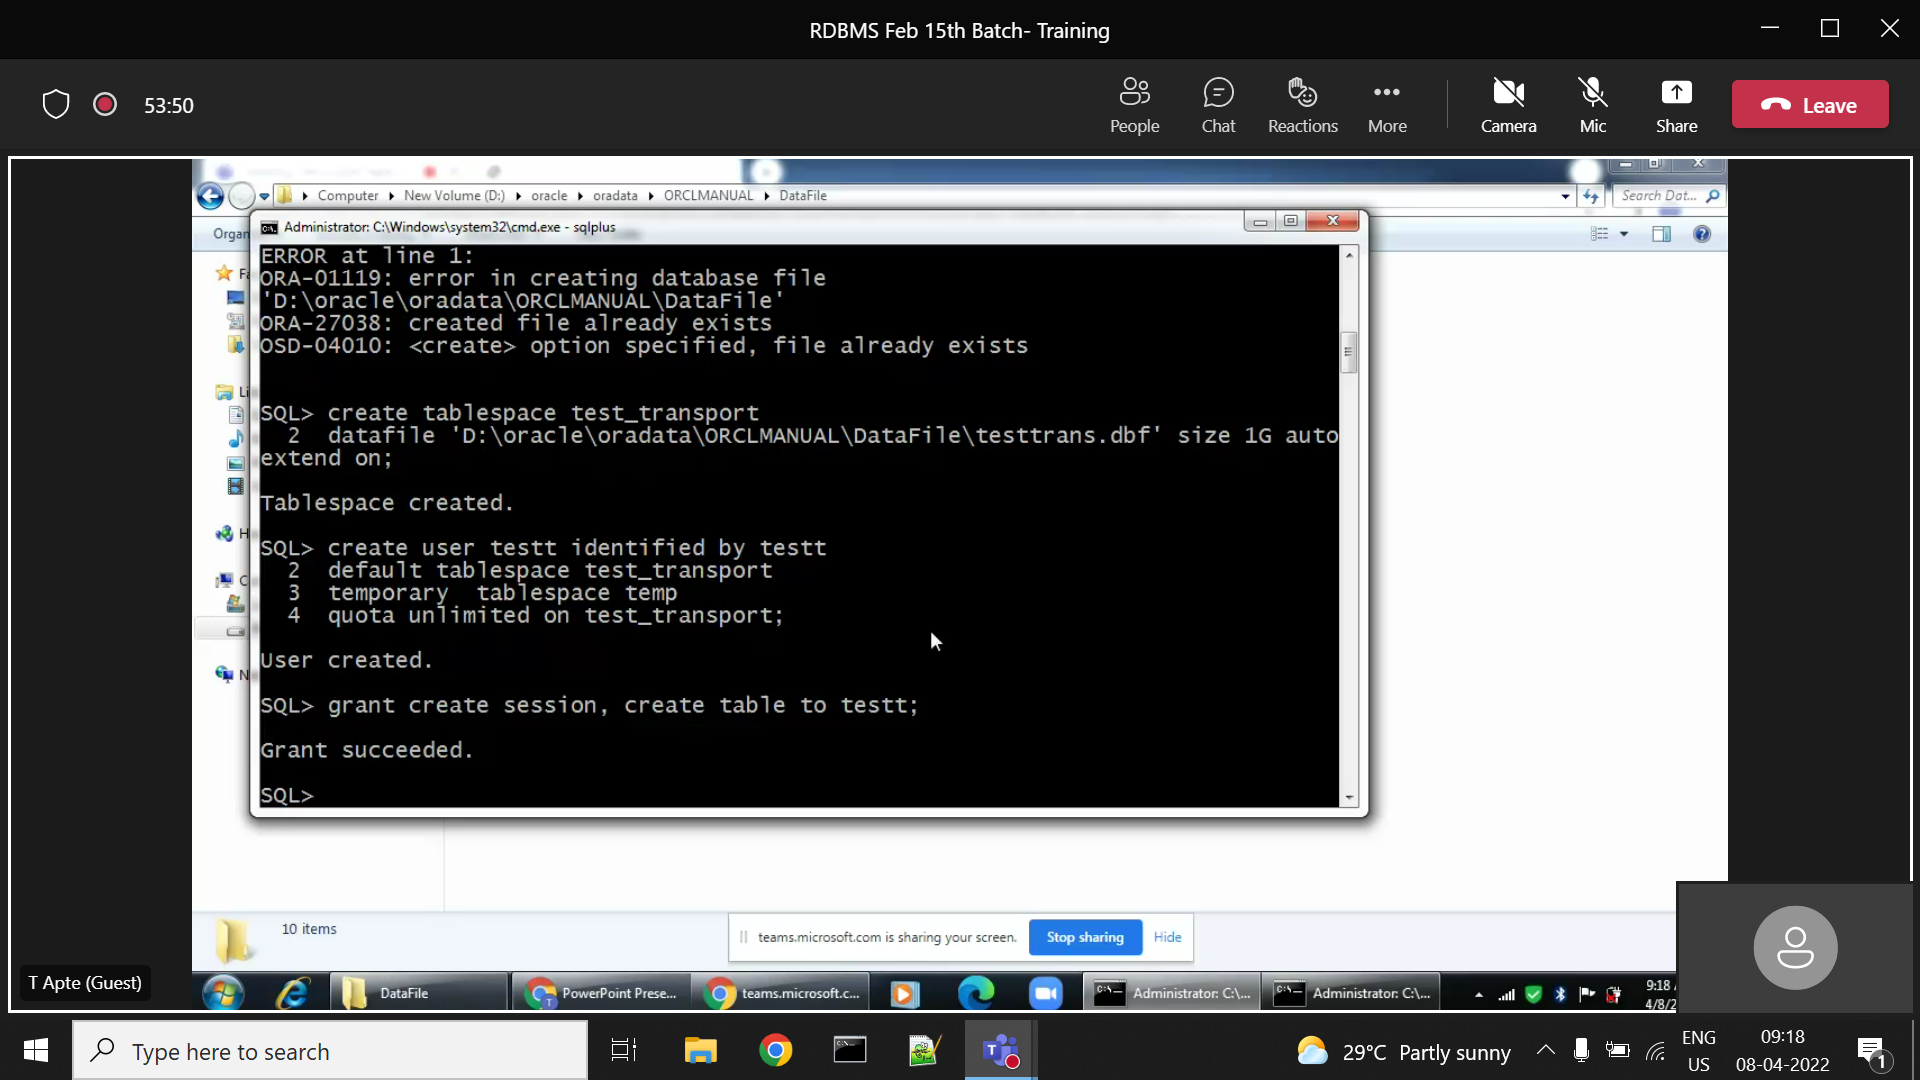 RDBMS Feb 15th Batch- Training
53:50
People
Chat
Reactions
More
Camera
Mic
Share
Leave
Computer New Volume (D:) oracle oradata ORCLMANUAL DataFile
Search Dat...
Organ
Administrator: C:\Windows\system32\cmd.exe - sqlplus
ERROR at line 1:
ORA-01119: error in creating database file
'D:\oracle\oradata\ORCLMANUAL\DataFile'
ORA-27038: created file already exists
OSD-04010: <create> option specified, file already exists
SQL> create tablespace test_transport
2 datafile 'D:\oracle\oradata\ORCLMANUAL\DataFile\testtrans.dbf' size 1G auto
extend on;
Tablespace created.
SQL> create user testt identified by testt
2 default tablespace test_transport
3 temporary  tablespace temp
4 quota unlimited on test_transport;
User created.
SQL> grant create session, create table to testt;
Grant succeeded.
SQL>
Fa
Li
H
C
N
10 items
teams.microsoft.com is sharing your screen.
Stop sharing
Hide
T Apte (Guest)
DataFile
PowerPoint Prese...
teams.microsoft.c...
Administrator: C:\...
Administrator: C:\...
9:18
4/8/2
Type here to search
29°C Partly sunny
ENG
US
09:18
08-04-2022
1